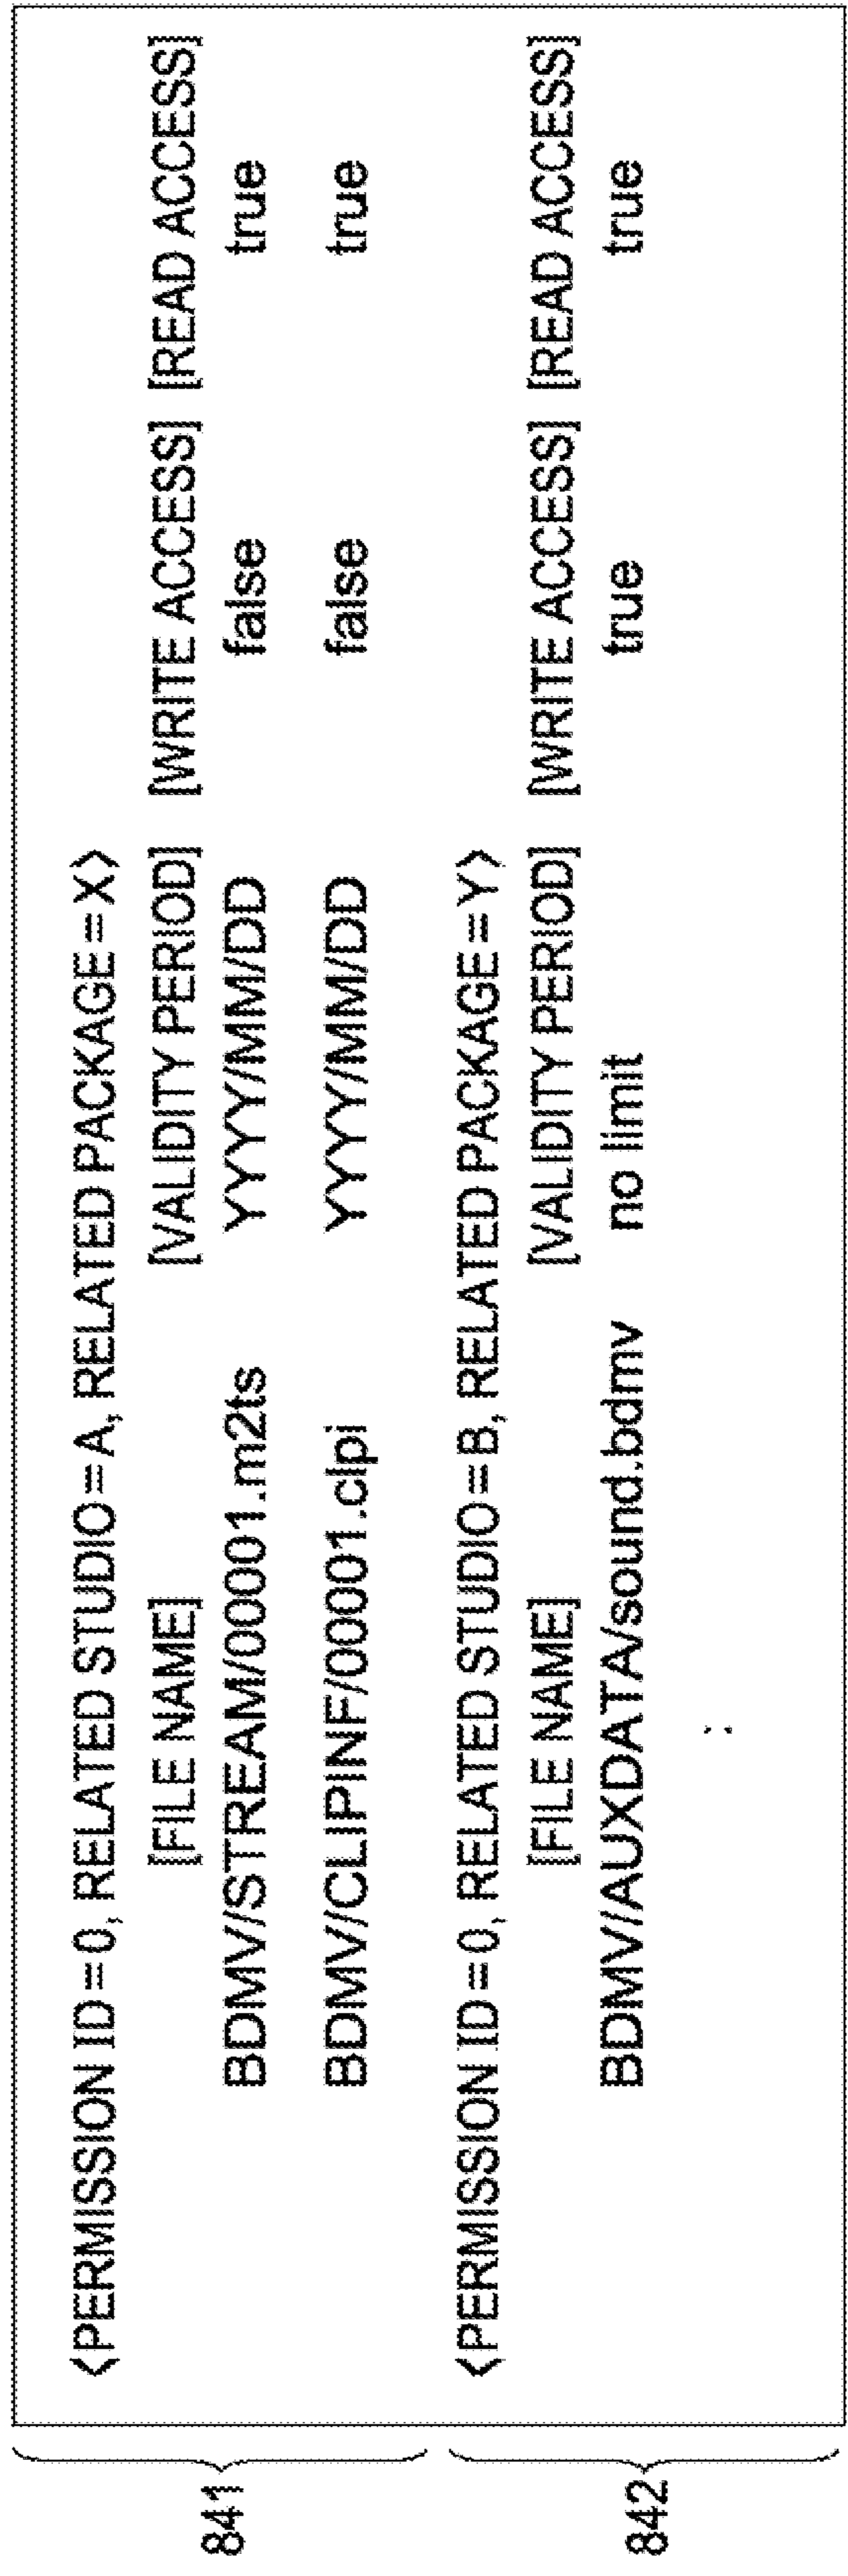 841
<PERMISSION ID=0, RELATED STUDIO=A, RELATED PACKAGE=X>
[FILE NAME] [VALIDITY PERIOD] [WRITE ACCESS] [READ ACCESS]
BDMV/STREAM/00001.m2ts YYYY/MM/DD false true
BDMV/CLIPINF/00001.clpi YYYY/MM/DD false true
842
<PERMISSION ID=0, RELATED STUDIO=B, RELATED PACKAGE=Y>
[FILE NAME] [VALIDITY PERIOD] [WRITE ACCESS] [READ ACCESS]
BDMV/AUXDATA/sound.bdmv no limit true true
: